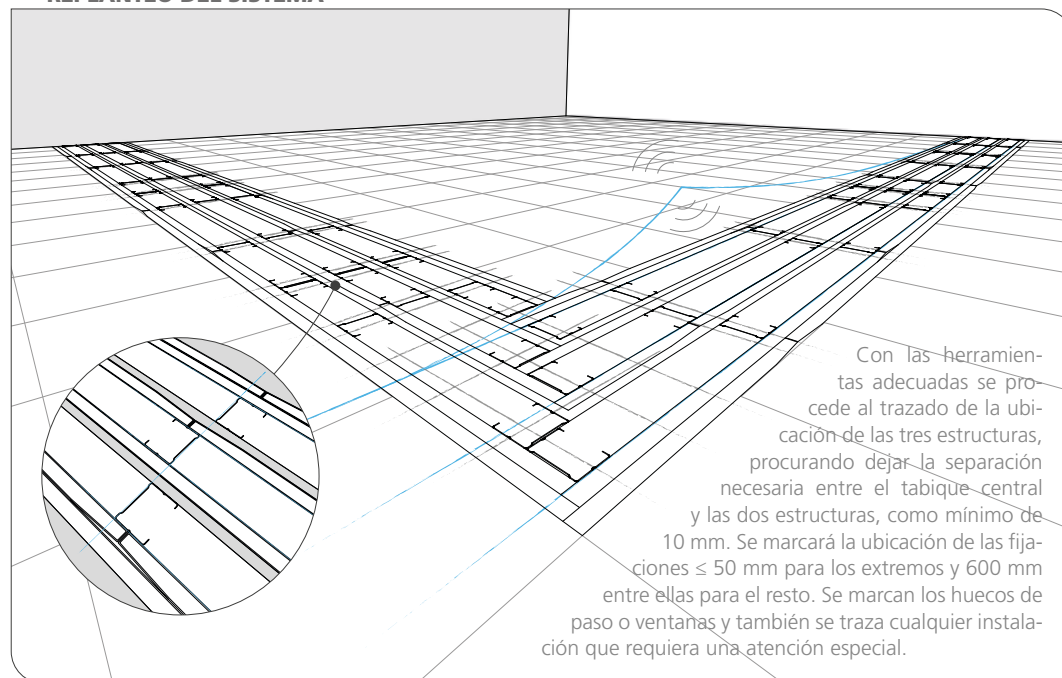 REPLANTEO DEL SISTEMA
Con las herramien-
tas adecuadas se pro-
cede al trazado de la ubi-
cación de las tres estructuras,
procurando dejar la separación
necesaria entre el tabique central
y las dos estructuras, como mínimo de
10 mm. Se marcará la ubicación de las fija-
ciones ≤ 50 mm para los extremos y 600 mm
entre ellas para el resto. Se marcan los huecos de
paso o ventanas y también se traza cualquier instala-
ción que requiera una atención especial.